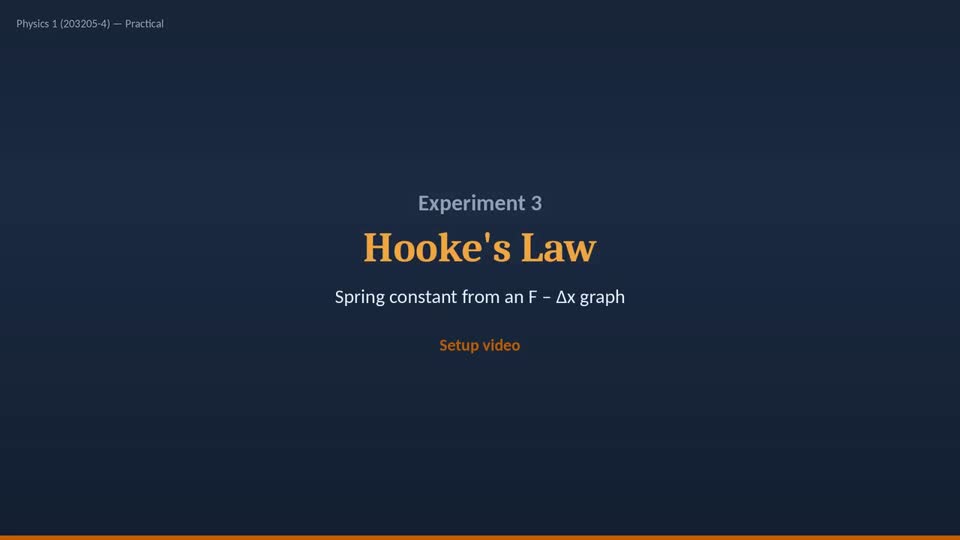 Physics 1 (203205-4) — Practical
Experiment 3
Hooke's Law
Spring constant from an F – Δx graph
Setup video